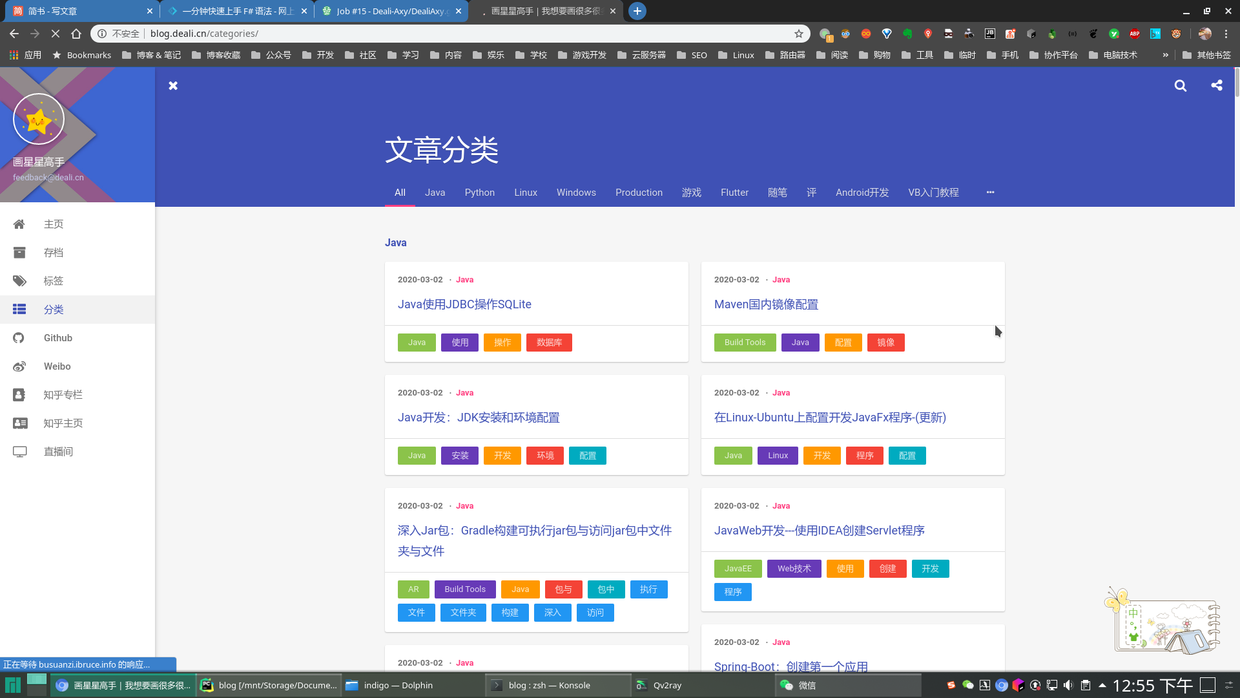 简书 - 写文章
一分钟快速上手 F# 语法 - 网上
Job #15 - Deali-Axy/DealiAxy.
画星星高手 | 我想要画很多很
不安全 | blog.deali.cn/categories/
应用 Bookmarks 博客 & 笔记 博客收藏 公众号 开发 社区 学习 内容 娱乐 学校 游戏开发 云服务器 SEO Linux 路由器 阅读 购物 工具 临时 手机 协作平台 电脑技术 » 其他书签
画星星高手
feedback@deali.cn
主页
存档
标签
分类
Github
Weibo
知乎专栏
知乎主页
直播间
文章分类
All Java Python Linux Windows Production 游戏 Flutter 随笔 评 Android开发 VB入门教程
Java
2020-03-02 · Java
Java使用JDBC操作SQLite
Java 使用 操作 数据库
2020-03-02 · Java
Maven国内镜像配置
Build Tools Java 配置 镜像
2020-03-02 · Java
Java开发：JDK安装和环境配置
Java 安装 开发 环境 配置
2020-03-02 · Java
在Linux-Ubuntu上配置开发JavaFx程序-(更新)
Java Linux 开发 程序 配置
2020-03-02 · Java
深入Jar包：Gradle构建可执行jar包与访问jar包中文件
夹与文件
AR Build Tools Java 包与 包中 执行
文件 文件夹 构建 深入 访问
2020-03-02 · Java
JavaWeb开发---使用IDEA创建Servlet程序
JavaEE Web技术 使用 创建 开发
程序
2020-03-02 · Java
2020-03-02 · Java
Spring-Boot：创建第一个应用
中
正在等待 busuanzi.ibruce.info 的响应...
画星星高手 | 我想要画很多很...
blog [/mnt/Storage/Docume...
indigo — Dolphin
blog : zsh — Konsole
Qv2ray
微信
12:55 下午